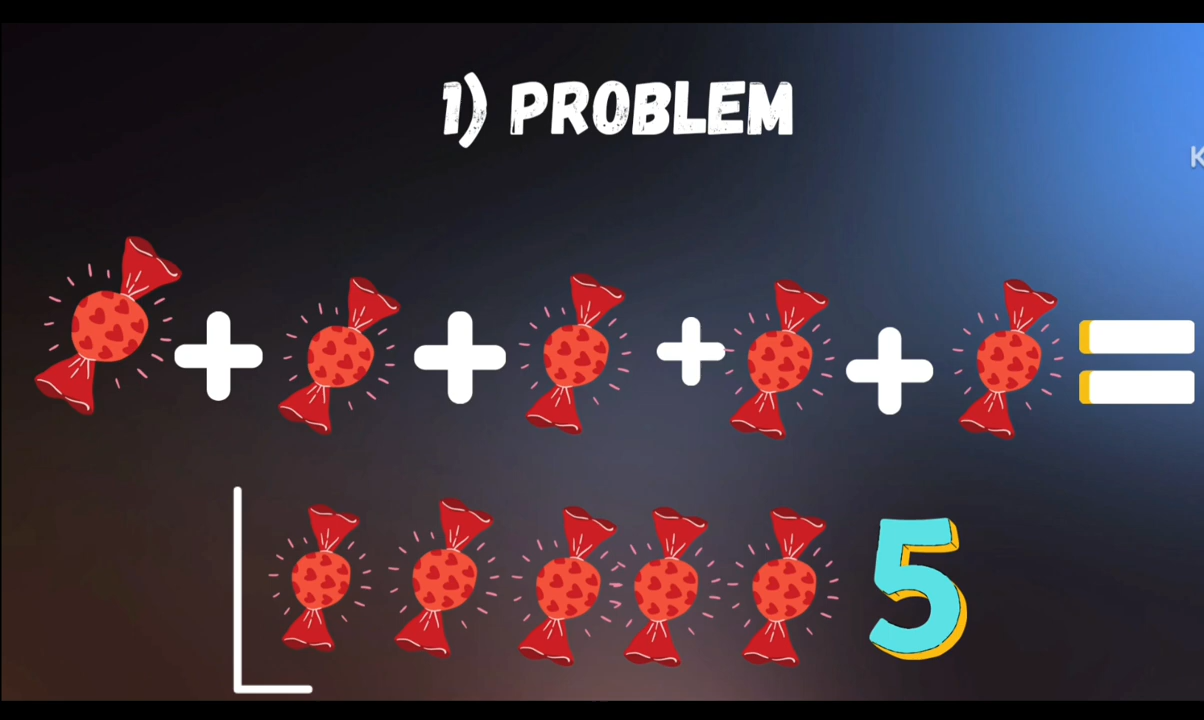 1) PROBLEM
K
+ + + + =
5